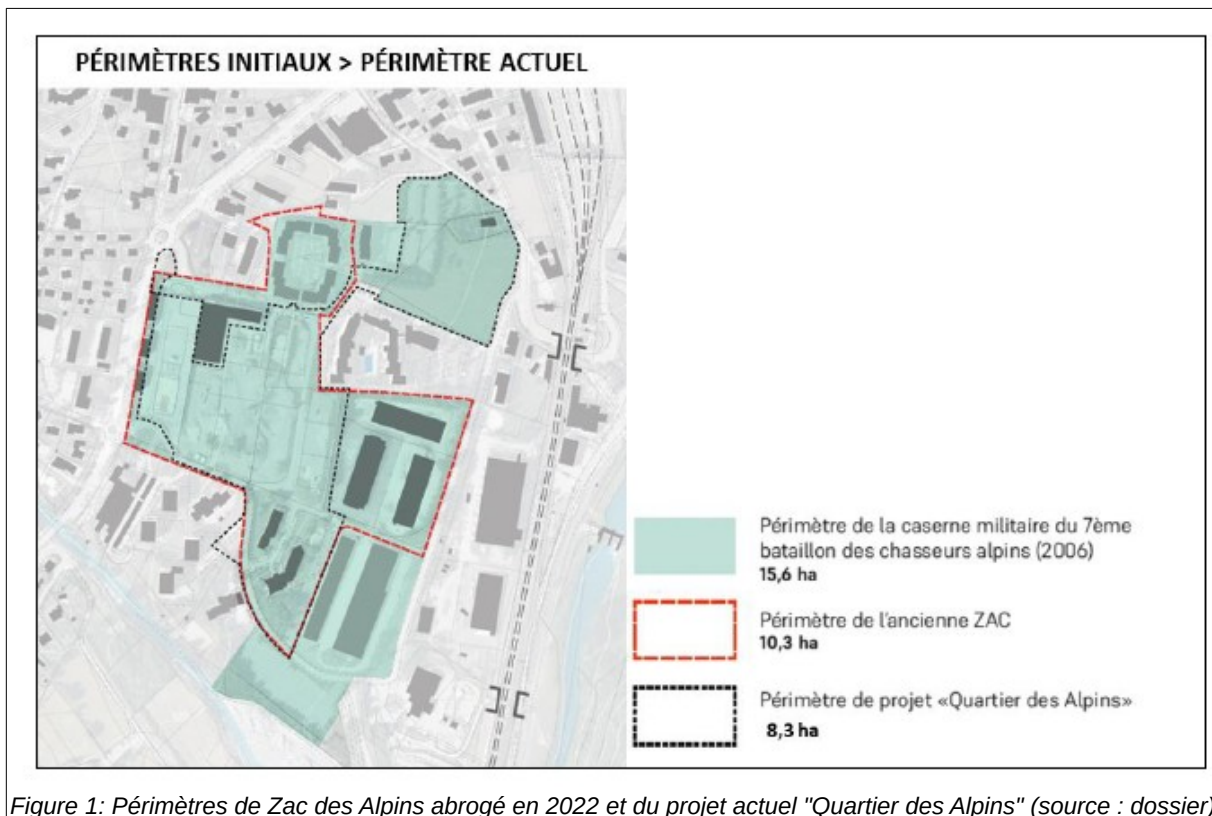 PÉRIMÈTRES INITIAUX > PÉRIMÈTRE ACTUEL
Périmètre de la caserne militaire du 7ème
bataillon des chasseurs alpins (2006)
15,6 ha
Périmètre de l'ancienne ZAC
10,3 ha
Périmètre de projet «Quartier des Alpins»
8,3 ha
Figure 1: Périmètres de Zac des Alpins abrogé en 2022 et du projet actuel "Quartier des Alpins" (source : dossier)